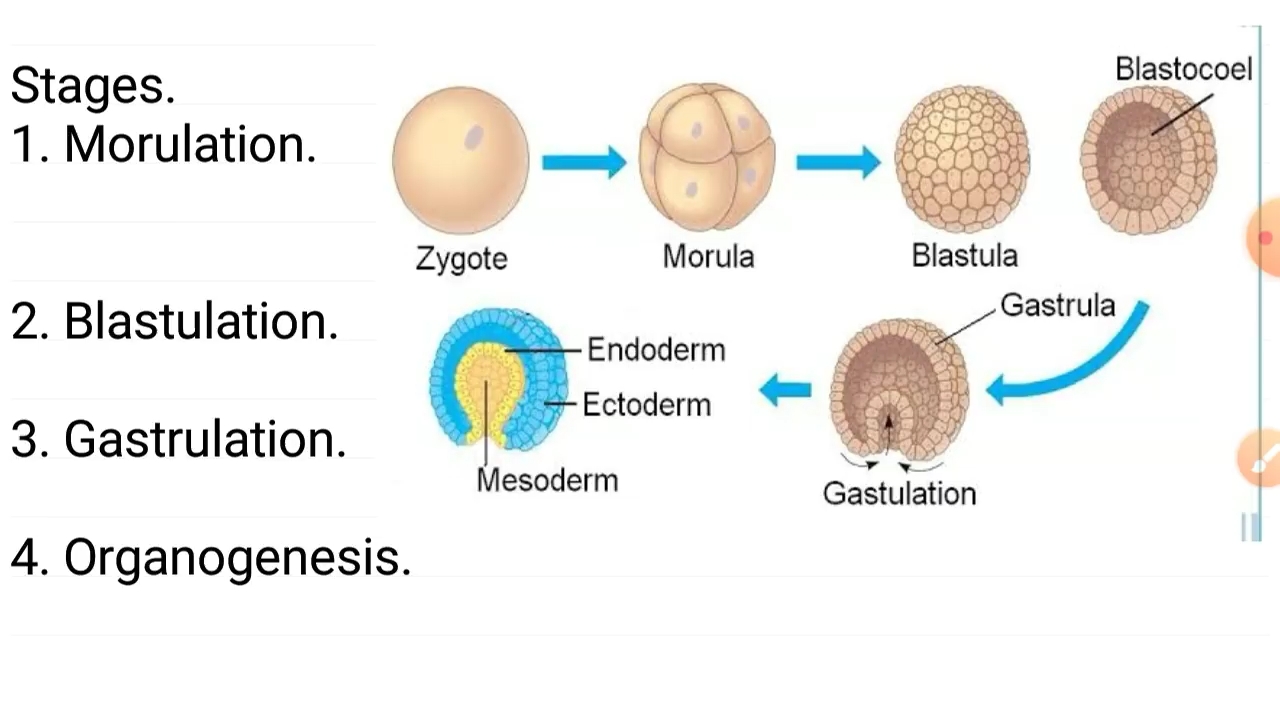 Stages.
1. Morulation.
2. Blastulation.
3. Gastrulation.
4. Organogenesis.
Blastocoel
Zygote
Morula
Blastula
Gastrula
Endoderm
Ectoderm
Mesoderm
Gastulation